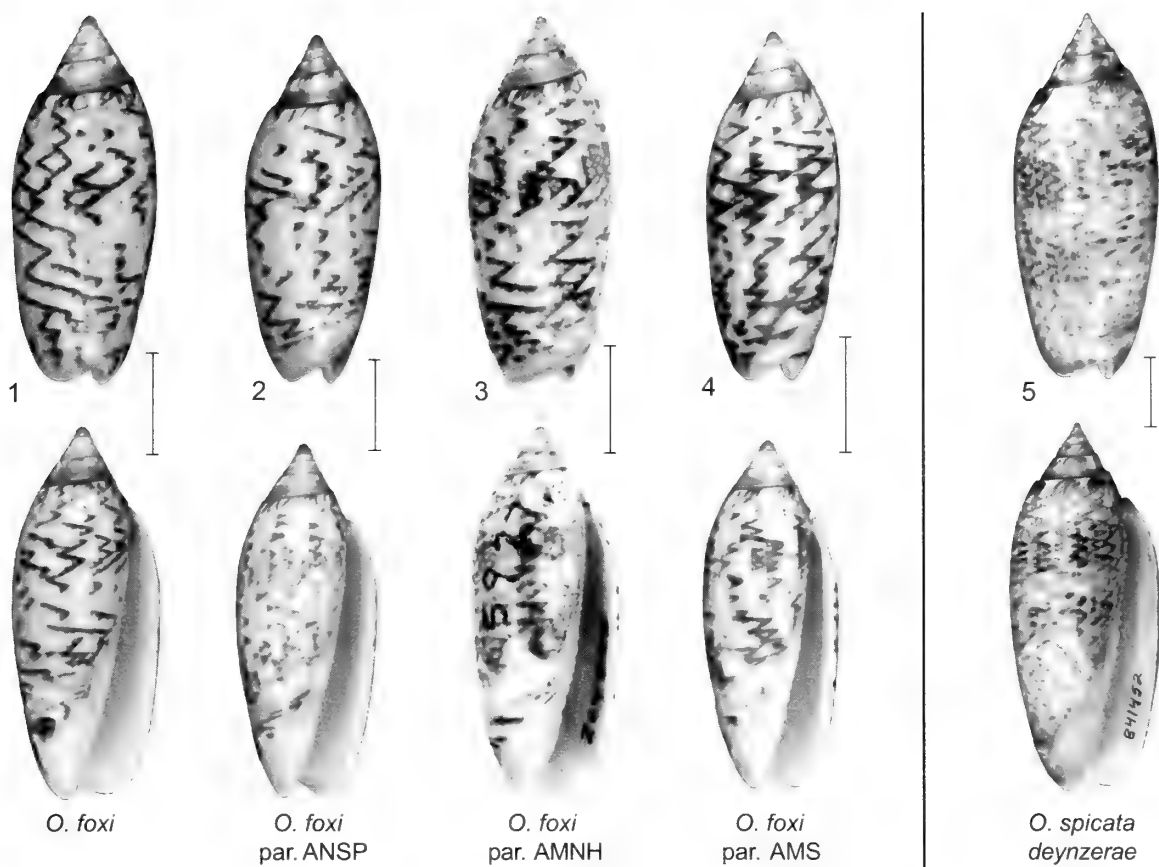 1
2
3
4
5
841452
O. foxi
O. foxi
par. ANSP
O. foxi
par. AMNH
O. foxi
par. AMS
O. spicata
deynzerae